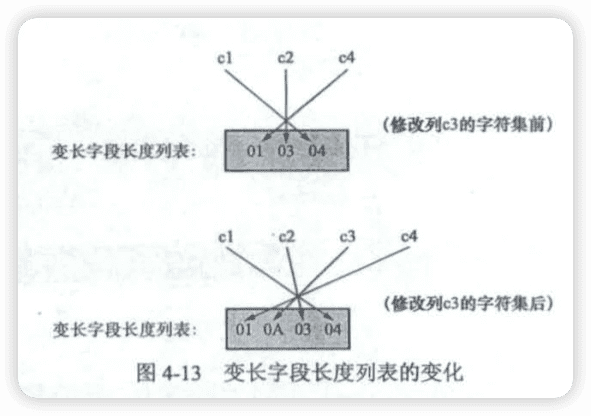 c1 c2 c4
(修改列c3的字符集前)
变长字段长度列表: 01 03 04
c1 c2 c3 c4
(修改列c3的字符集后)
变长字段长度列表: 01 0A 03 04
图 4-13 变长字段长度列表的变化